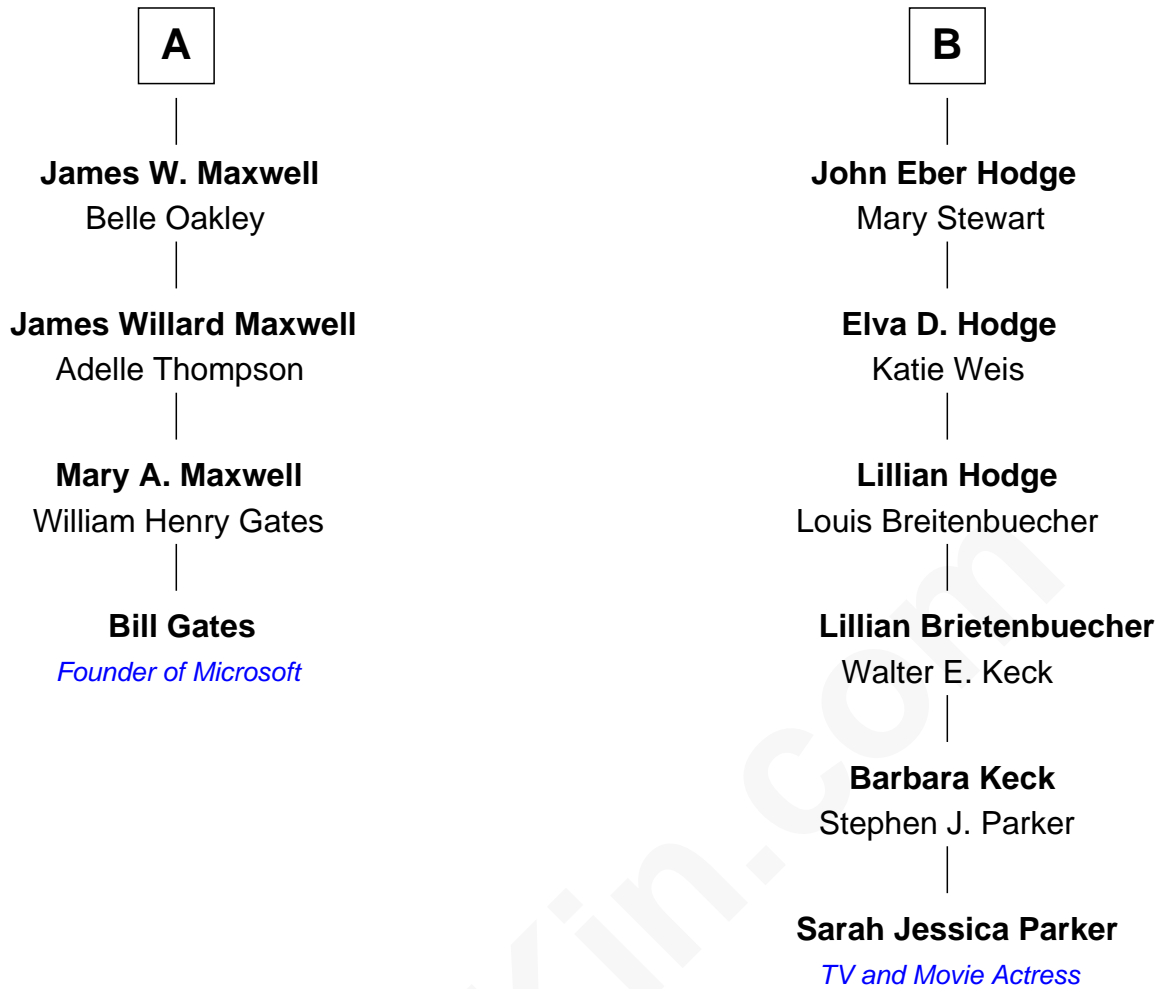 A
James W. Maxwell
Belle Oakley
James Willard Maxwell
Adelle Thompson
Mary A. Maxwell
William Henry Gates
Bill Gates
Founder of Microsoft
B
John Eber Hodge
Mary Stewart
Elva D. Hodge
Katie Weis
Lillian Hodge
Louis Breitenbuecher
Lillian Brietenbuecher
Walter E. Keck
Barbara Keck
Stephen J. Parker
Sarah Jessica Parker
TV and Movie Actress